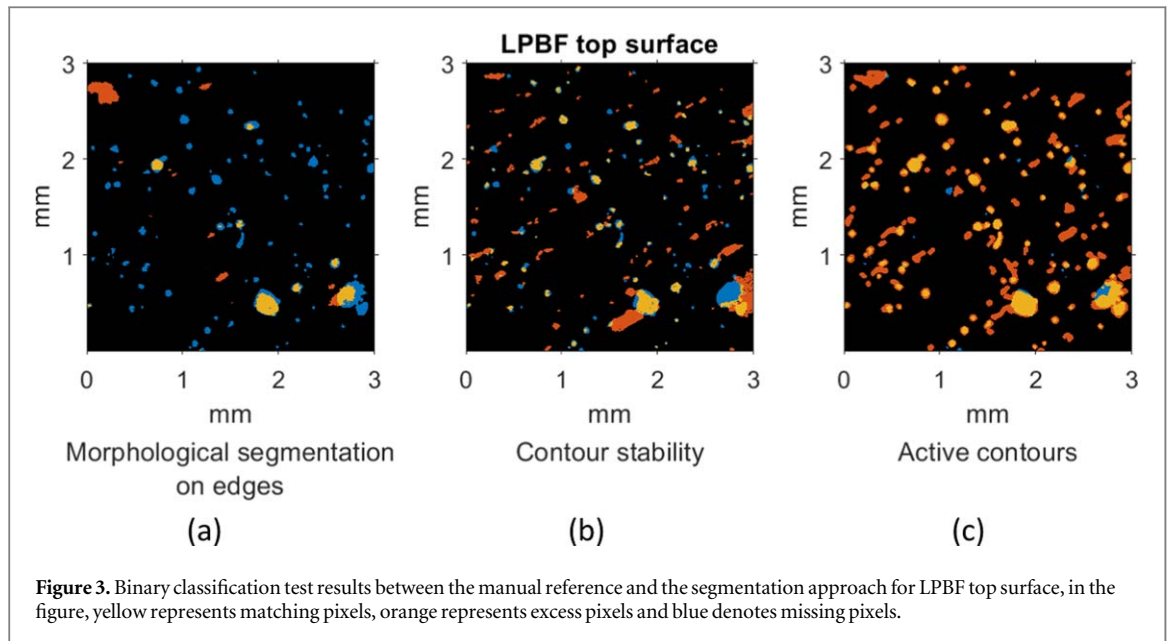 LPBF top surface
3
2
1
mm
0 1 2 3
mm
Morphological segmentation
on edges
(a)
3
2
1
mm
0 1 2 3
mm
Contour stability
(b)
3
2
1
mm
0 1 2 3
mm
Active contours
(c)
Figure 3. Binary classification test results between the manual reference and the segmentation approach for LPBF top surface, in the
figure, yellow represents matching pixels, orange represents excess pixels and blue denotes missing pixels.